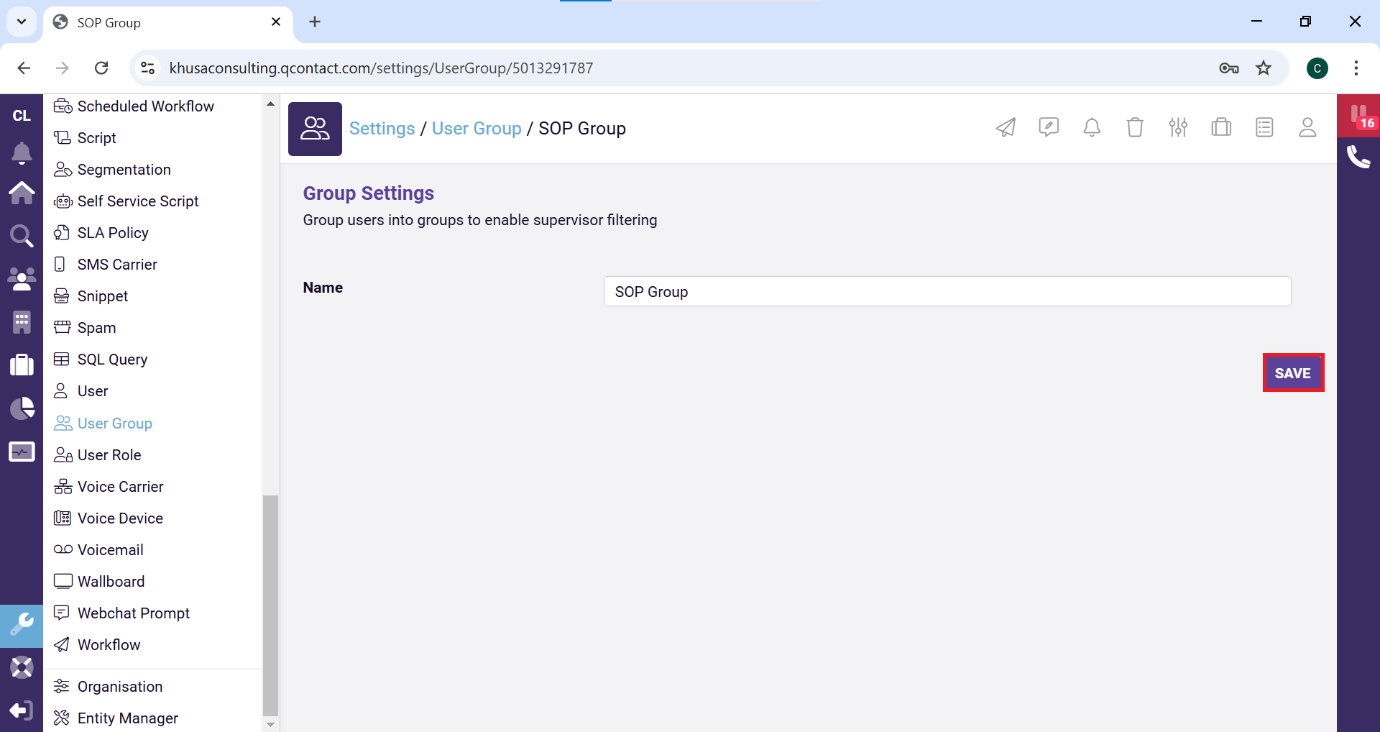 SOP Group
khusaconsulting.qcontact.com/settings/UserGroup/5013291787
C
CL
Scheduled Workflow
Script
Segmentation
Self Service Script
SLA Policy
SMS Carrier
Snippet
Spam
SQL Query
User
User Group
User Role
Voice Carrier
Voice Device
Voicemail
Wallboard
Webchat Prompt
Workflow
Organisation
Entity Manager
Settings / User Group / SOP Group
16
Group Settings
Group users into groups to enable supervisor filtering
Name
SOP Group
SAVE